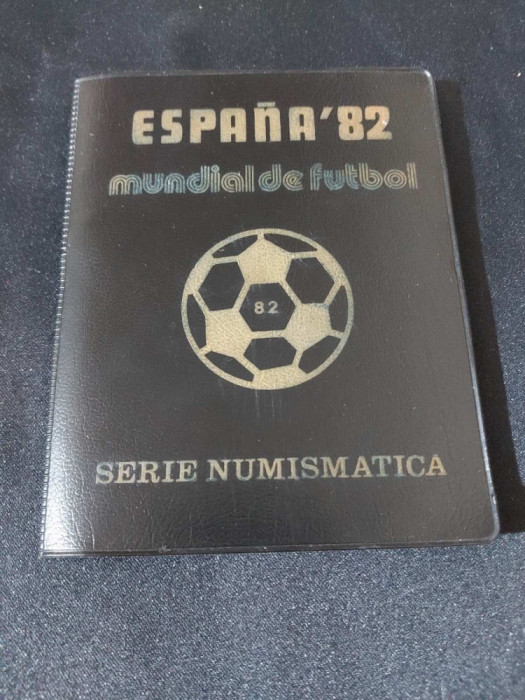 ESPAÑA'82
mundial de futbol
82
SERIE NUMISMATICA